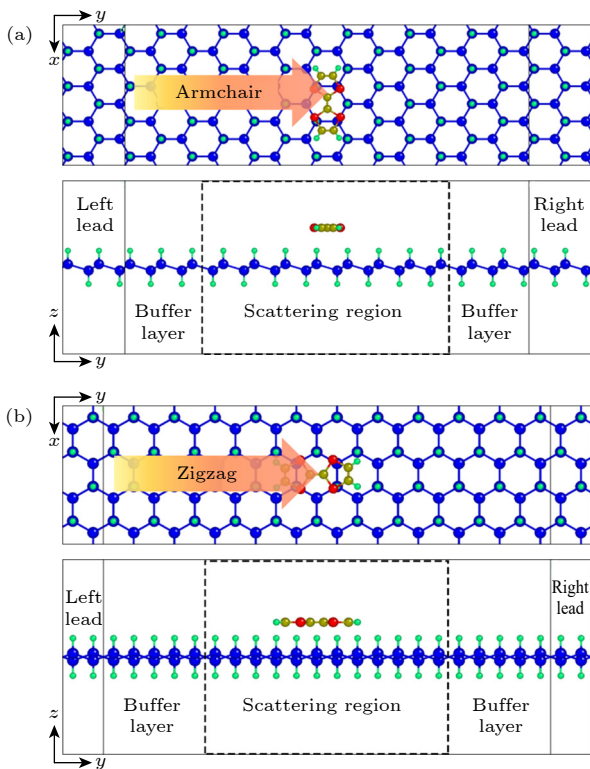 y
(a)
x
Armchair
Left
lead
Right
lead
Buffer
layer
Scattering region
Buffer
layer
z
y
y
(b)
x
Zigzag
Left
lead
Right
lead
Buffer
layer
Scattering region
Buffer
layer
z
y